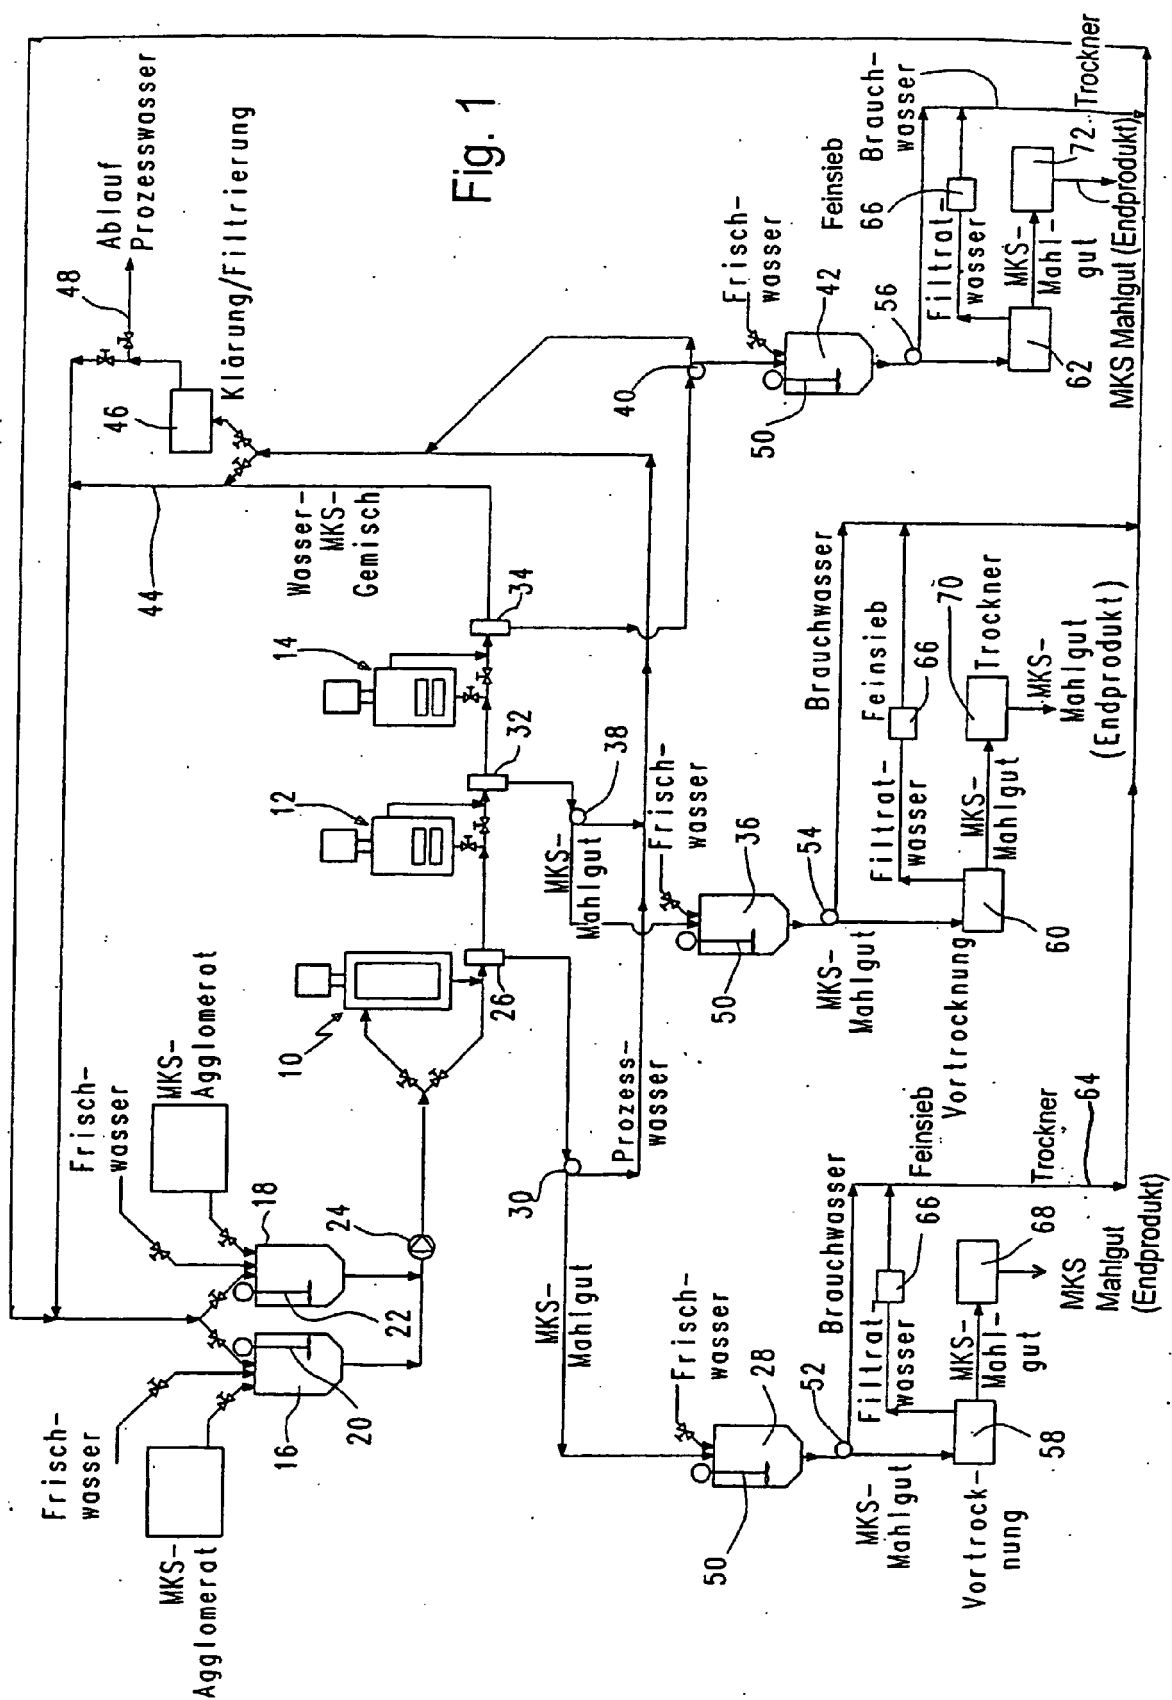 Frisch-
wasser
MKS-
Agglomerat
Frisch-
wasser
MKS-
Agglomerat
16
20
22
18
24
10
12
14
44
46
48
Ablauf
Prozesswasser
Klärung/Filtrierung
Wasser-
MKS-
Gemisch
Fig. 1
26
32
34
30
MKS-
Mahlgut
Prozess-
wasser
MKS-
Mahlgut
38
40
Frisch-
wasser
50
28
52
Frisch-
wasser
50
36
54
Frisch-
wasser
50
42
56
MKS-
Mahlgut
Brauchwasser
Filtrat-
wasser
66
Feinsieb
Vortrock-
nung
58
MKS-
Mahl-
gut
68
Trockner
64
MKS
Mahlgut
(Endprodukt)
MKS-
Mahlgut
Brauchwasser
Filtrat-
wasser
Feinsieb
66
Vortrocknung
60
MKS-
Mahlgut
70
Trockner
MKS-
Mahlgut
(Endprodukt)
Feinsieb
66
Brauch-
wasser
Filtrat-
wasser
62
MKS-
Mahl-
gut
72
Trockner
MKS Mahlgut (Endprodukt)